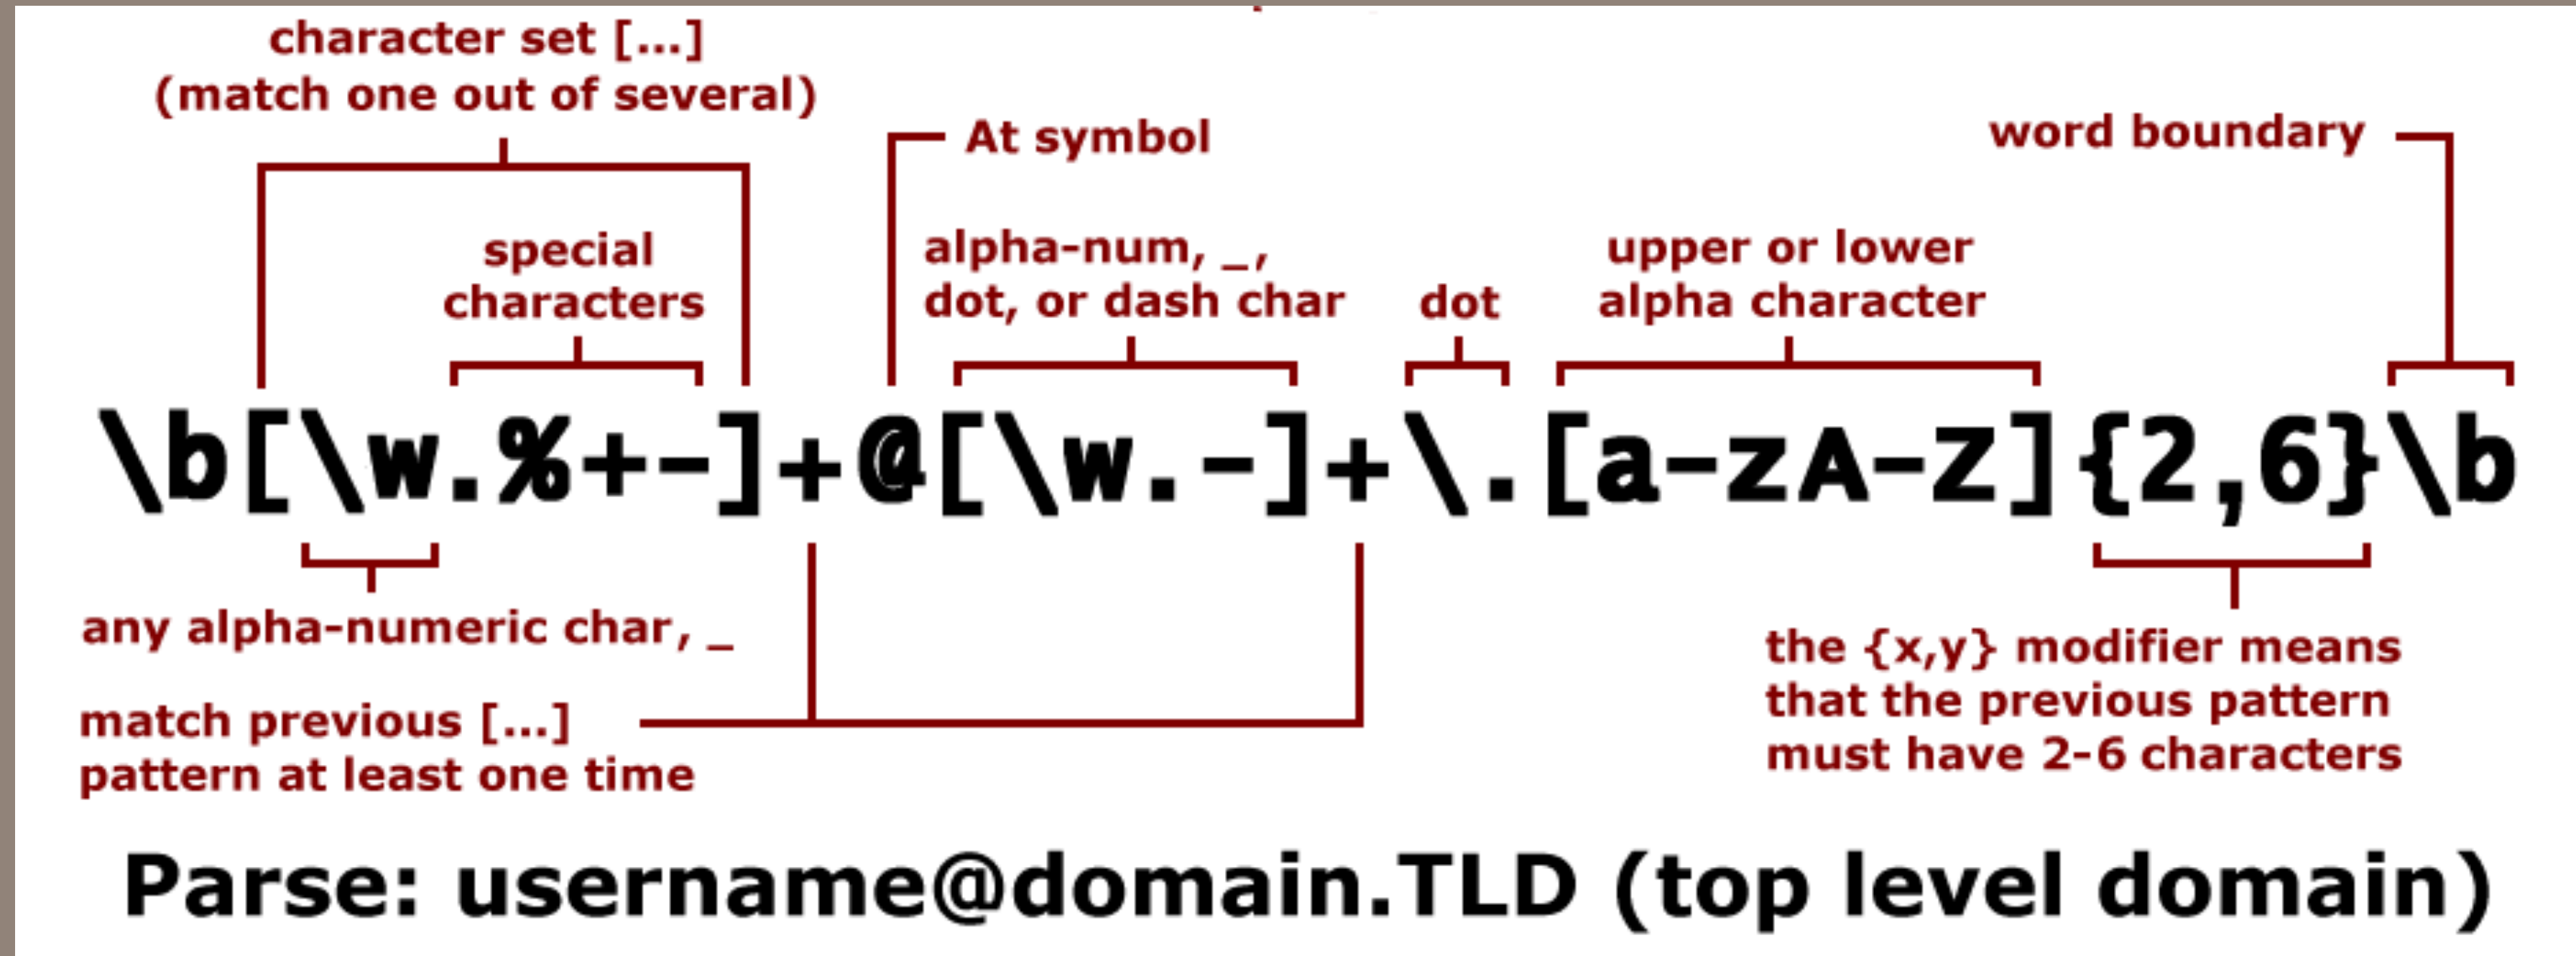 character set [...]
(match one out of several)
At symbol
word boundary
special
characters
alpha-num, _,
dot, or dash char
dot
upper or lower
alpha character
\b[\w.%+-]+@[\w.-]+\.[a-zA-Z]{2,6}\b
any alpha-numeric char, _
match previous [...]
pattern at least one time
the {x,y} modifier means
that the previous pattern
must have 2-6 characters
Parse: username@domain.TLD (top level domain)